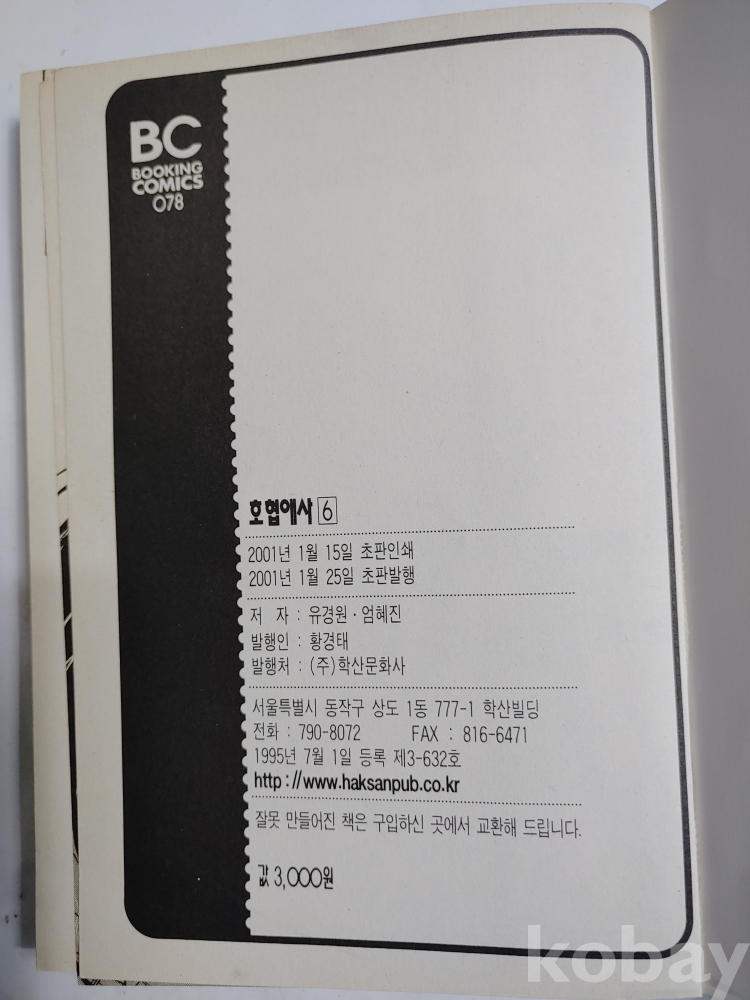 BC
BOOKING
COMICS
078
호협애사 6
2001년 1월 15일 초판인쇄
2001년 1월 25일 초판발행
저 자 : 유경원 · 엄혜진
발행인 : 황경태
발행처 : (주)학산문화사
서울특별시 동작구 상도 1동 777-1 학산빌딩
전화 : 790-8072 FAX : 816-6471
1995년 7월 1일 등록 제3-632호
http://www.haksanpub.co.kr
잘못 만들어진 책은 구입하신 곳에서 교환해 드립니다.
값 3,000원
kobay